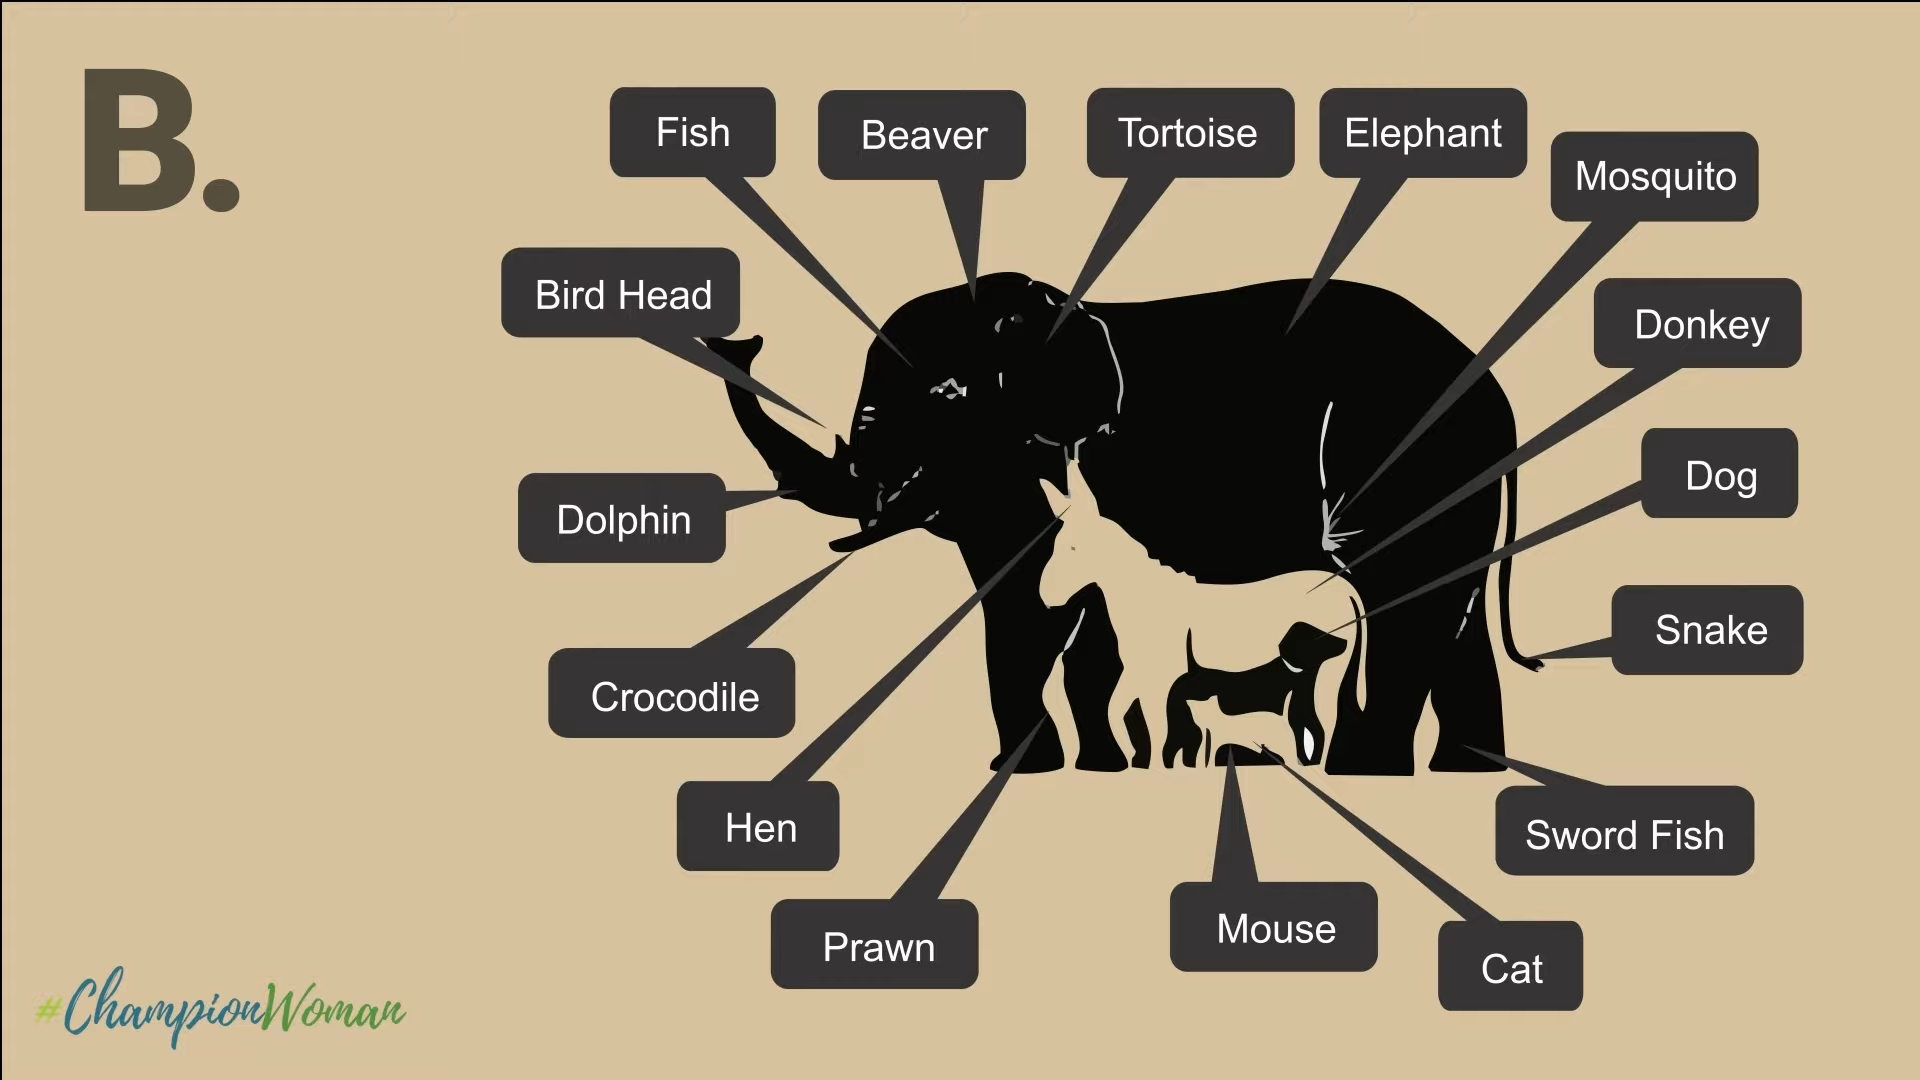 B.
Fish
Beaver
Tortoise
Elephant
Mosquito
Bird Head
Donkey
Dog
Dolphin
Snake
Crocodile
Hen
Sword Fish
Prawn
Mouse
Cat
#ChampionWoman